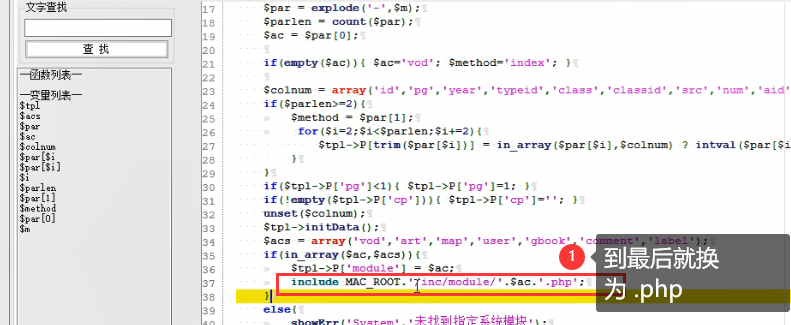 文字查找
查 找
—函数列表—
—变量列表—
$tpl
$acs
$par
$ac
$colnum
$par[$i
$par[$i]
$i
$parlen
$par[1]
$method
$par[0]
$m
17 $par = explode('-',$m);
18 $parlen = count($par);
19 $ac = $par[0];
20
21 if(empty($ac)){ $ac='vod'; $method='index'; }
22
23 $colnum = array('id','pg','year','typeid','class','classid','src','num','aid'
24 if($parlen>=2){
25 $method = $par[1];
26 for($i=2;$i<$parlen;$i+=2){
27 $tpl->P[trim($par[$i])] = in_array($par[$i],$colnum) ? intval($par[$i
28 }
29 }
30 if($tpl->P['pg']<1){ $tpl->P['pg']=1; }
31 if(!empty($tpl->P['cp'])){ $tpl->P['cp']=''; }
32 unset($colnum);
33 $tpl->initData();
34 $acs = array('vod','art','map','user','gbook','comment','label');
35 if(in_array($ac,$acs)){
36 $tpl->P['module'] = $ac;
37 include MAC_ROOT.'/inc/module/'.$ac.'.php';
38 }
39 else{
40 showErr('System','未找到指定系统模块');
1
到最后就换
为 .php